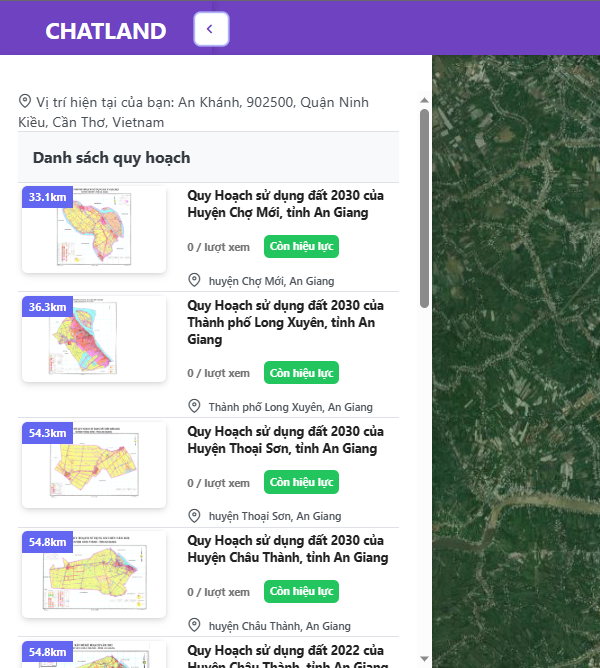 CHATLAND
Vị trí hiện tại của bạn: An Khánh, 902500, Quận Ninh
Kiều, Cần Thơ, Vietnam
Danh sách quy hoạch
33.1km
Quy Hoạch sử dụng đất 2030 của
Huyện Chợ Mới, tỉnh An Giang
0 / lượt xem
Còn hiệu lực
huyện Chợ Mới, An Giang
36.3km
Quy Hoạch sử dụng đất 2030 của
Thành phố Long Xuyên, tỉnh An
Giang
0 / lượt xem
Còn hiệu lực
Thành phố Long Xuyên, An Giang
54.3km
Quy Hoạch sử dụng đất 2030 của
Huyện Thoại Sơn, tỉnh An Giang
0 / lượt xem
Còn hiệu lực
huyện Thoại Sơn, An Giang
54.8km
Quy Hoạch sử dụng đất 2030 của
Huyện Châu Thành, tỉnh An Giang
0 / lượt xem
Còn hiệu lực
huyện Châu Thành, An Giang
54.8km
Quy Hoạch sử dụng đất 2022 của
Huyện Châu Thành, tỉnh An Giang